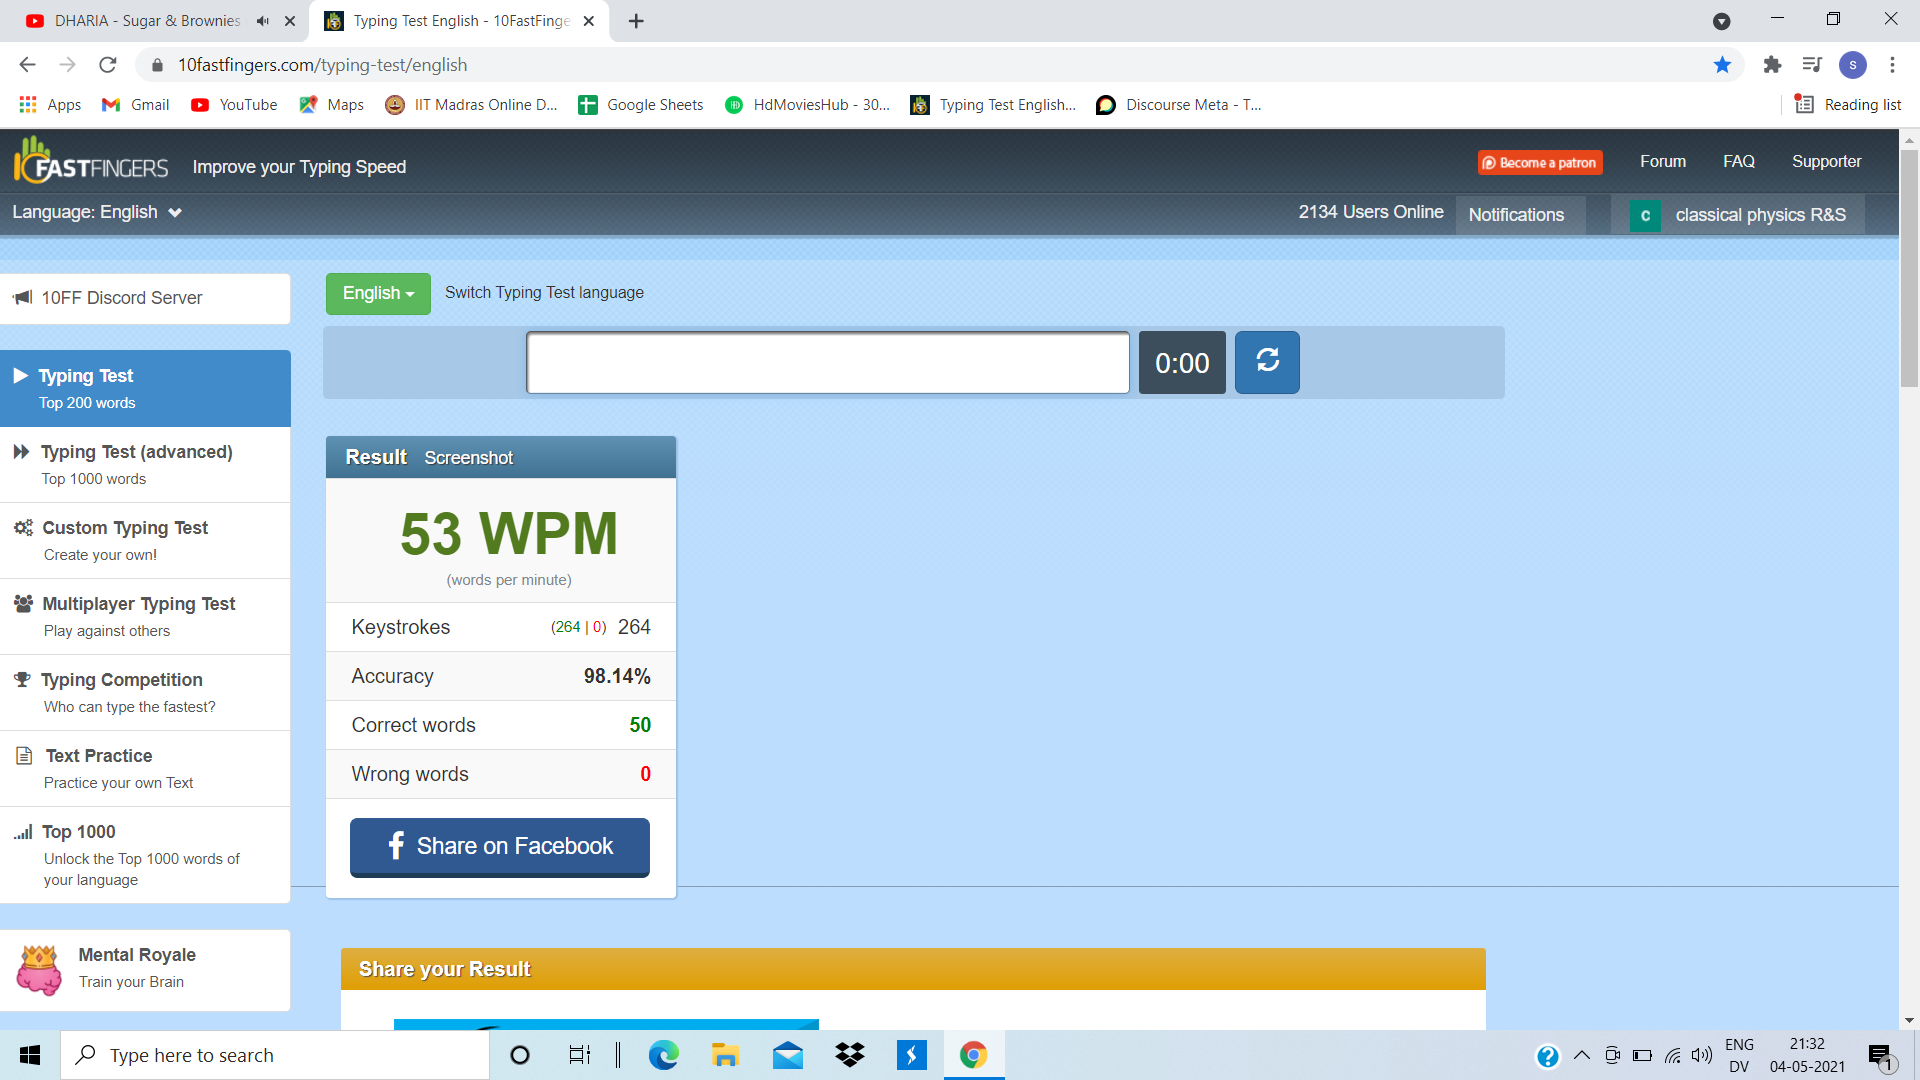 DHARIA - Sugar & Brownies
Typing Test English - 10FastFinge
10fastfingers.com/typing-test/english
S
Apps
Gmail
YouTube
Maps
IIT Madras Online D...
Google Sheets
HdMoviesHub - 30...
Typing Test English...
Discourse Meta - T...
Reading list
10FASTFINGERS
Improve your Typing Speed
Become a patron
Forum
FAQ
Supporter
Language: English
2134 Users Online
Notifications
c
classical physics R&S
10FF Discord Server
English
Switch Typing Test language
0:00
Typing Test
Top 200 words
Typing Test (advanced)
Top 1000 words
Custom Typing Test
Create your own!
Multiplayer Typing Test
Play against others
Typing Competition
Who can type the fastest?
Text Practice
Practice your own Text
Top 1000
Unlock the Top 1000 words of
your language
Mental Royale
Train your Brain
Result Screenshot
53 WPM
(words per minute)
Keystrokes (264 | 0) 264
Accuracy 98.14%
Correct words 50
Wrong words 0
f Share on Facebook
Share your Result
Type here to search
ENG
DV
21:32
04-05-2021
1